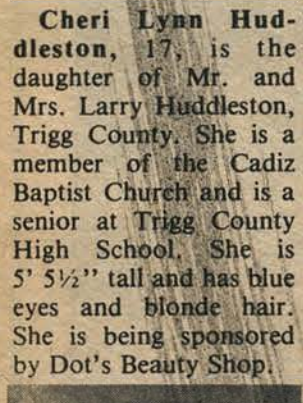 Cheri Lynn Hud-
dleston, 17, is the
daughter of Mr. and
Mrs. Larry Huddleston,
Trigg County. She is a
member of the Cadiz
Baptist Church and is a
senior at Trigg County
High School. She is
5' 5½'' tall and has blue
eyes and blonde hair.
She is being sponsored
by Dot's Beauty Shop.